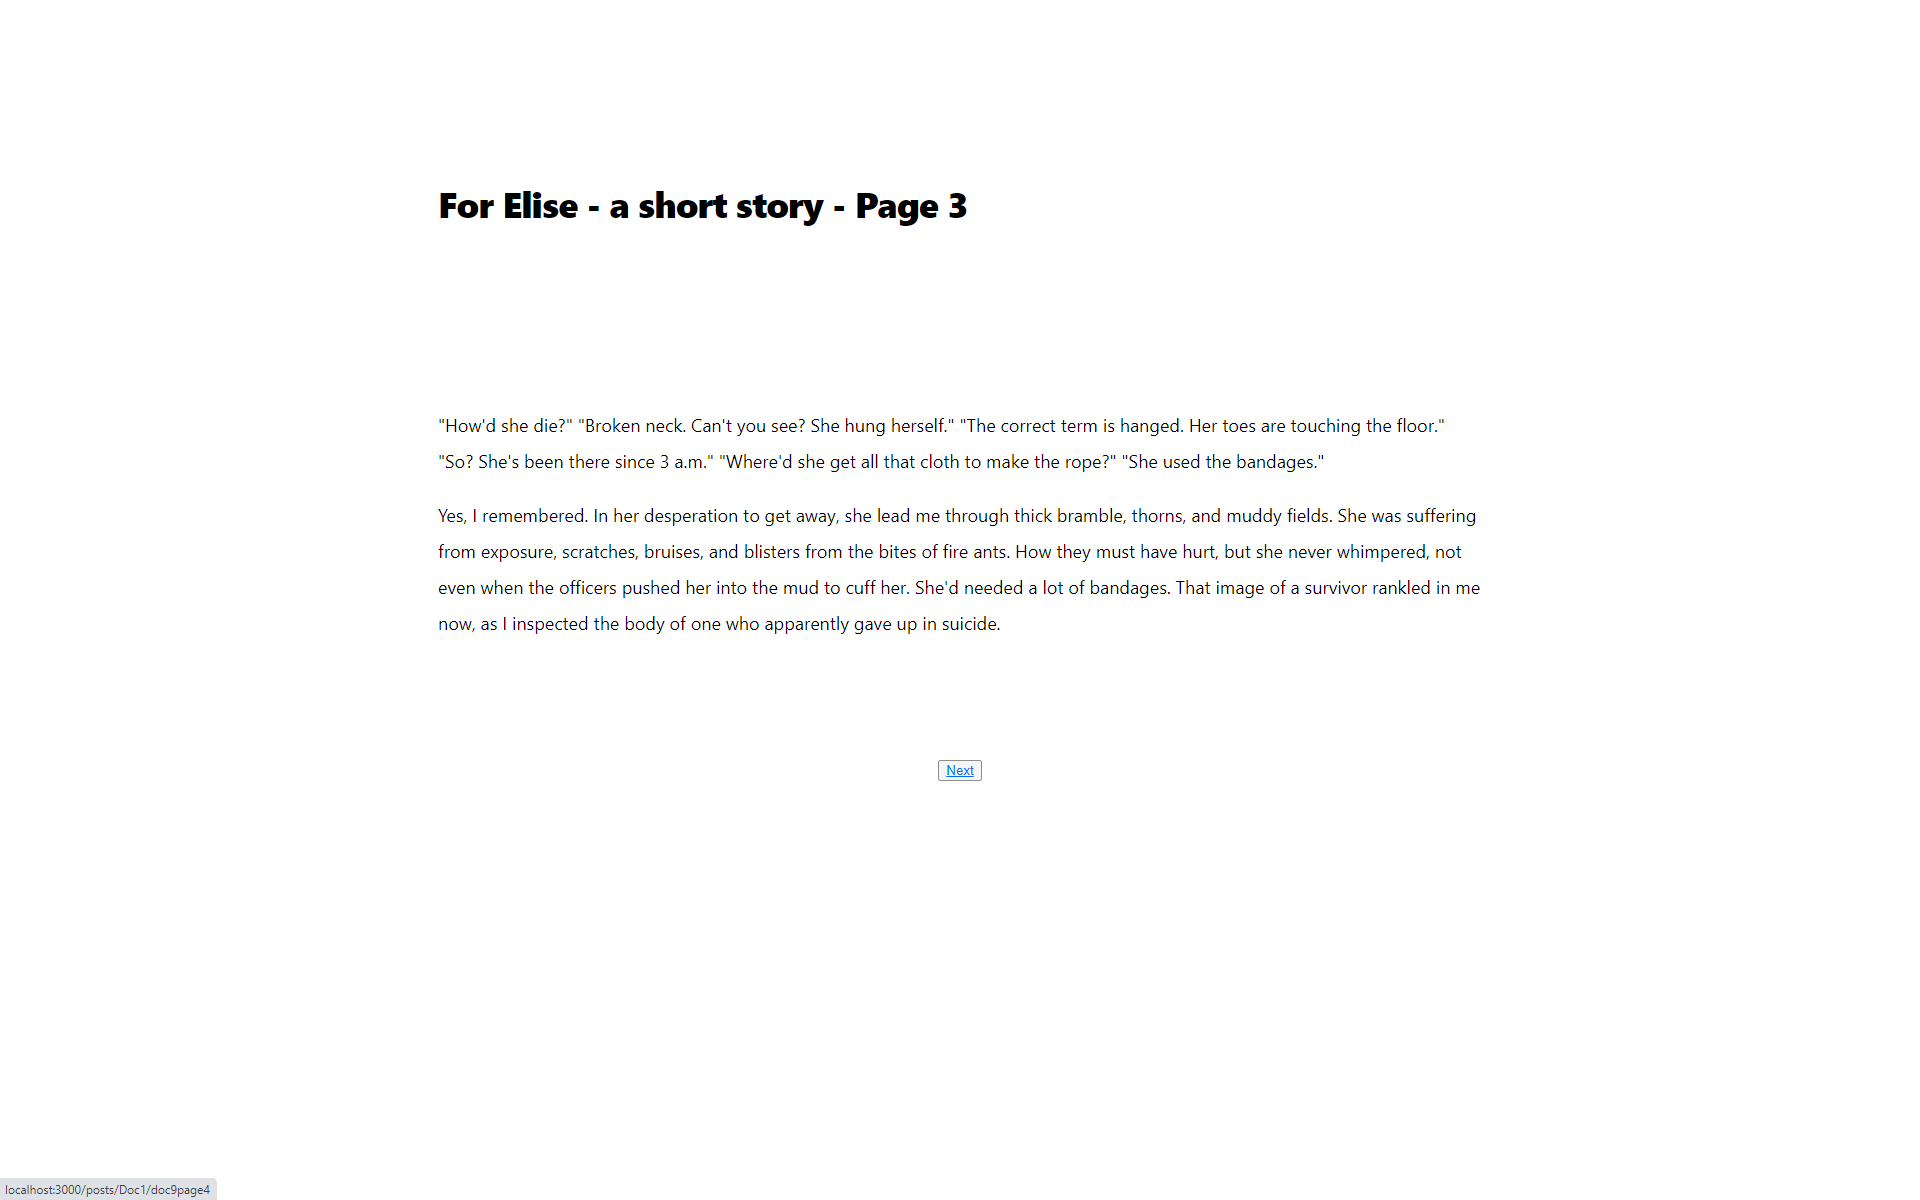 For Elise - a short story - Page 3
"How'd she die?" "Broken neck. Can't you see? She hung herself." "The correct term is hanged. Her toes are touching the floor."
"So? She's been there since 3 a.m." "Where'd she get all that cloth to make the rope?" "She used the bandages."
Yes, I remembered. In her desperation to get away, she lead me through thick bramble, thorns, and muddy fields. She was suffering
from exposure, scratches, bruises, and blisters from the bites of fire ants. How they must have hurt, but she never whimpered, not
even when the officers pushed her into the mud to cuff her. She'd needed a lot of bandages. That image of a survivor rankled in me
now, as I inspected the body of one who apparently gave up in suicide.
Next
localhost:3000/posts/Doc1/doc9page4